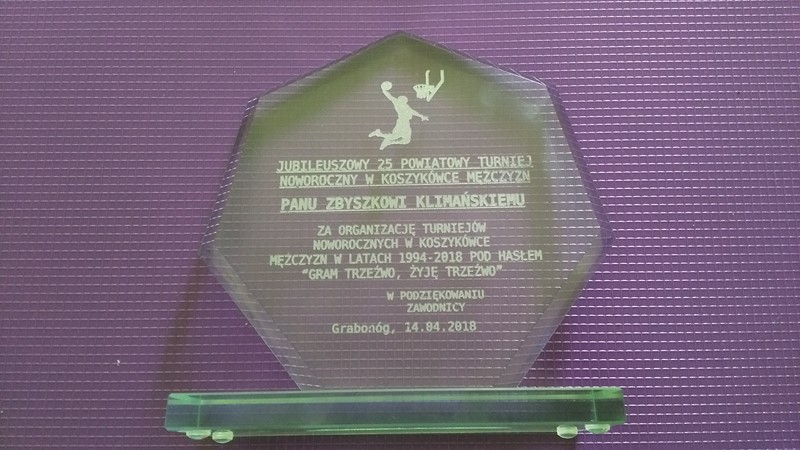 JUBILEUSZOWY 25 POWIATOWY TURNIEJ
NOWOROCZNY W KOSZYKÓWCE MĘŻCZYZN
PANU ZBYSZKOWI KLIMAŃSKIEMU
ZA ORGANIZACJĘ TURNIEJÓW
NOWOROCZNYCH W KOSZYKÓWCE
MĘŻCZYZN W LATACH 1994-2018 POD HASŁEM
"GRAM TRZEŹWO, ŻYJĘ TRZEŹWO"
W PODZIĘKOWANIU
ZAWODNICY
Grabonóg, 14.04.2018